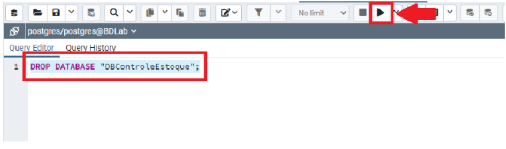 No limit
postgres/postgres@BDLab
Query Editor Query History
1 DROP DATABASE "DBControleEstoque";